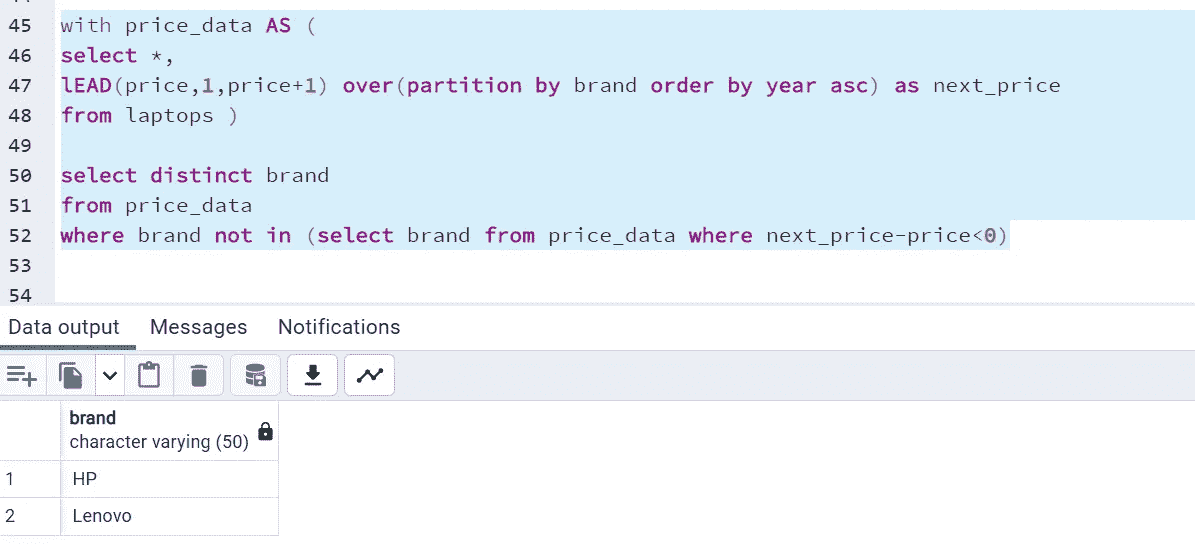 45 with price_data AS (
46 select *,
47 lEAD(price,1,price+1) over(partition by brand order by year asc) as next_price
48 from laptops )
49
50 select distinct brand
51 from price_data
52 where brand not in (select brand from price_data where next_price-price<0)
53
54
Data output Messages Notifications
brand
character varying (50)
1 HP
2 Lenovo